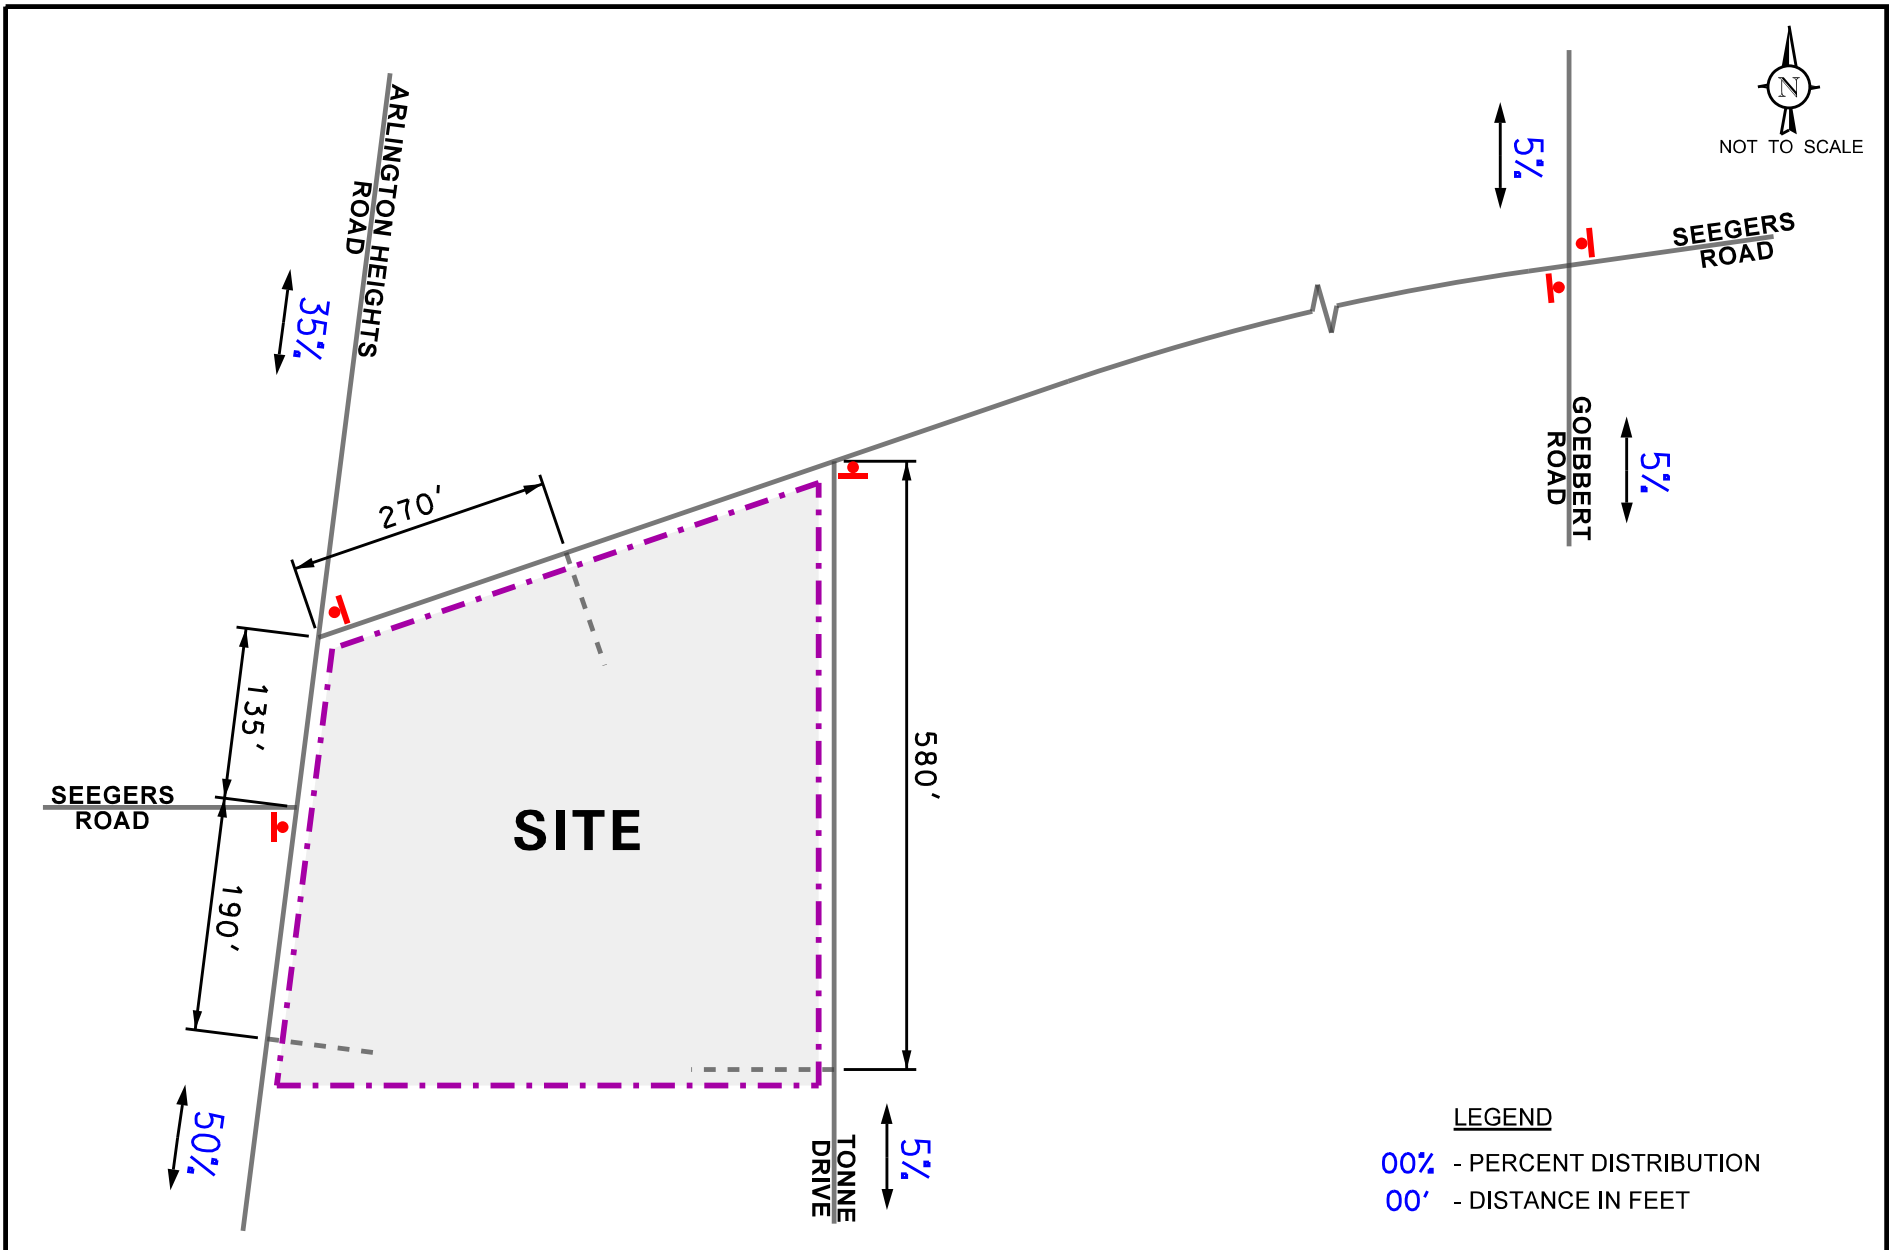 N
NOT TO SCALE
ARLINGTON HEIGHTS
ROAD
35%
5%
SEEGERS
ROAD
GOEBBERT
ROAD
5%
270'
135'
580'
SEEGERS
ROAD
SITE
190'
50%
TONNE
DRIVE
5%
LEGEND
00% - PERCENT DISTRIBUTION
00' - DISTANCE IN FEET